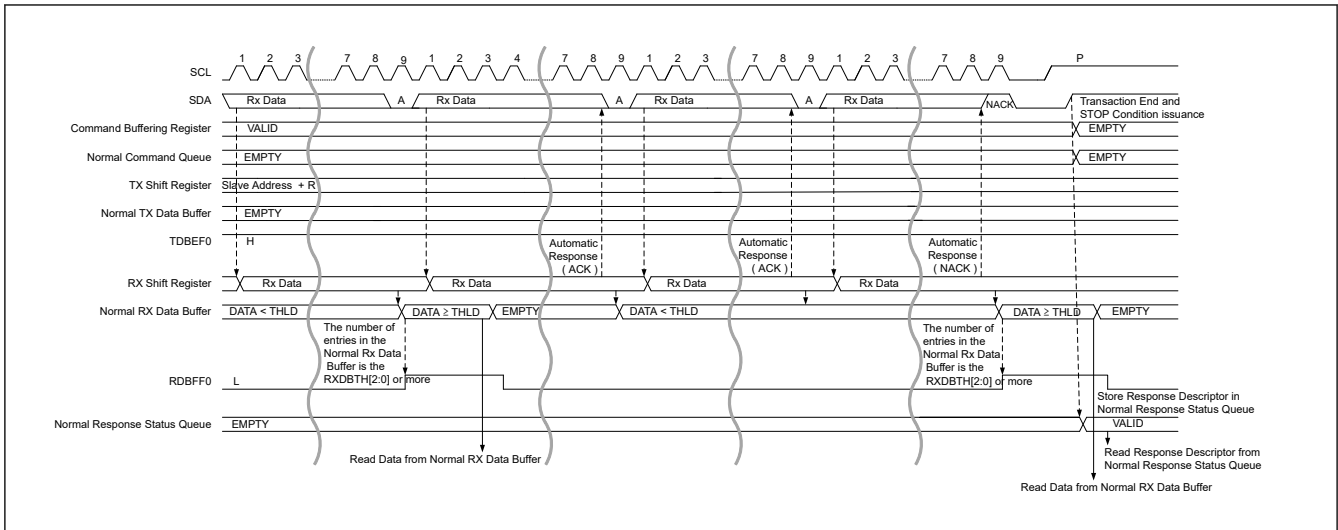 1 2 3 7 8 9 1 2 3 4 7 8 9 1 2 3 7 8 9 1 2 3 7 8 9 P
SCL
SDA Rx Data A Rx Data A Rx Data A Rx Data NACK Transaction End and
STOP Condition issuance
Command Buffering Register VALID EMPTY
Normal Command Queue EMPTY EMPTY
TX Shift Register Slave Address + R
Normal TX Data Buffer EMPTY
TDBEF0 H
Automatic
Response
( ACK )
Automatic
Response
( ACK )
Automatic
Response
( NACK )
RX Shift Register Rx Data Rx Data Rx Data Rx Data
Normal RX Data Buffer DATA < THLD DATA ≥ THLD EMPTY DATA < THLD DATA ≥ THLD EMPTY
The number of
entries in the
Normal Rx Data
Buffer is the
RXDBTH[2:0] or more
The number of
entries in the
Normal Rx Data
Buffer is the
RXDBTH[2:0] or more
RDBFF0 L
Store Response Descriptor in
Normal Response Status Queue
Normal Response Status Queue EMPTY VALID
Read Data from Normal RX Data Buffer
Read Response Descriptor from
Normal Response Status Queue
Read Data from Normal RX Data Buffer